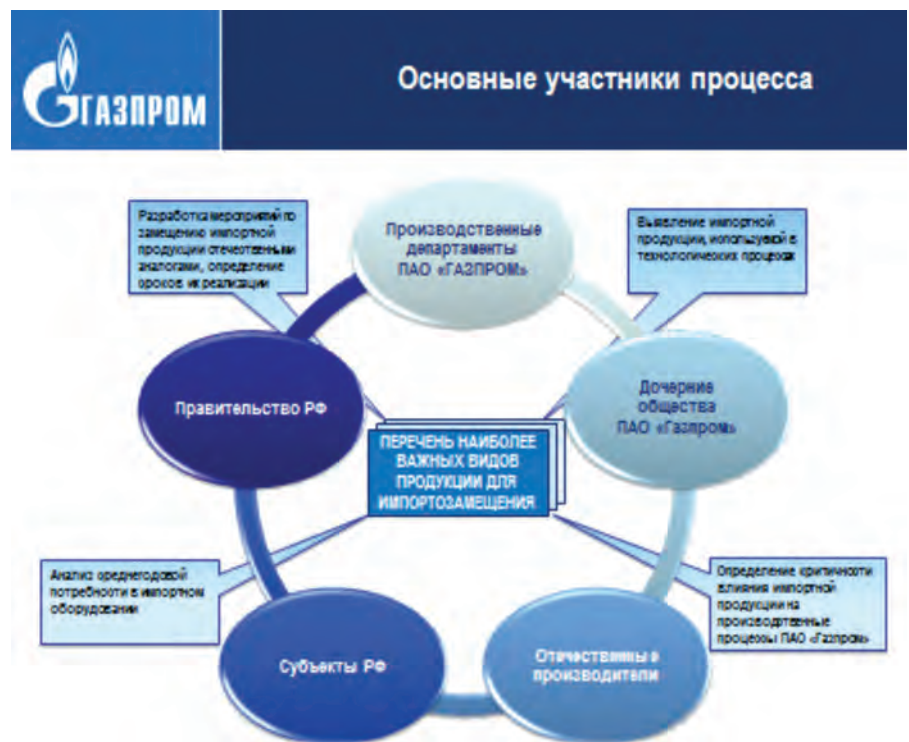 ГАЗПРОМ
Основные участники процесса
Разработка мероприятий по
замещению импортной
продукции отечественными
аналогами, определение
сроков их реализации
Производственные
департаменты
ПАО «ГАЗПРОМ»
Выявление импортной
продукции, используемой в
технологических процессах
Правительство РФ
Дочерние
общества
ПАО «Газпром»
ПЕРЕЧЕНЬ НАИБОЛЕЕ
ВАЖНЫХ ВИДОВ
ПРОДУКЦИИ ДЛЯ
ИМПОРТОЗАМЕЩЕНИЯ
Анализ среднегодовой
потребности в импортном
оборудовании
Определение критичности
влияния импортной
продукции на
производственные
процессы ПАО «Газпром»
Субъекты РФ
Отечественные
производители